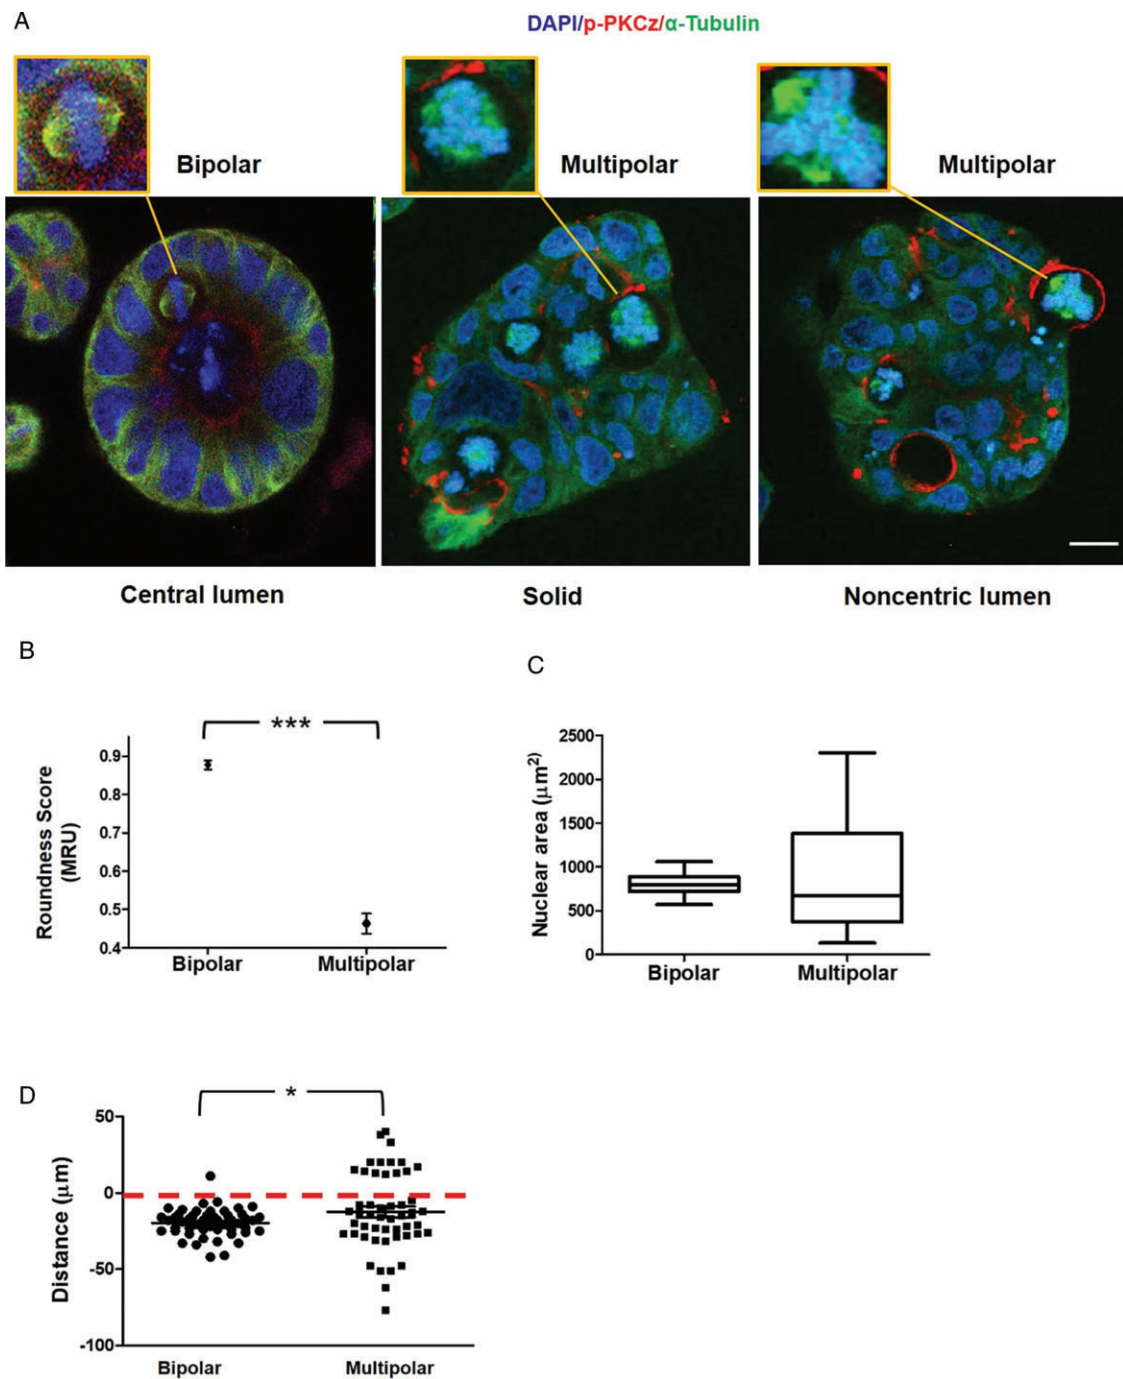 A
DAPI/p-PKCz/α-Tubulin
Bipolar
Multipolar
Multipolar
Central lumen
Solid
Noncentric lumen
B
***
Roundness Score
(MRU)
0.9
0.8
0.7
0.6
0.5
0.4
Bipolar
Multipolar
C
Nuclear area (μm²)
2500
2000
1500
1000
500
0
Bipolar
Multipolar
D
*
Distance (μm)
50
0
-50
-100
Bipolar
Multipolar